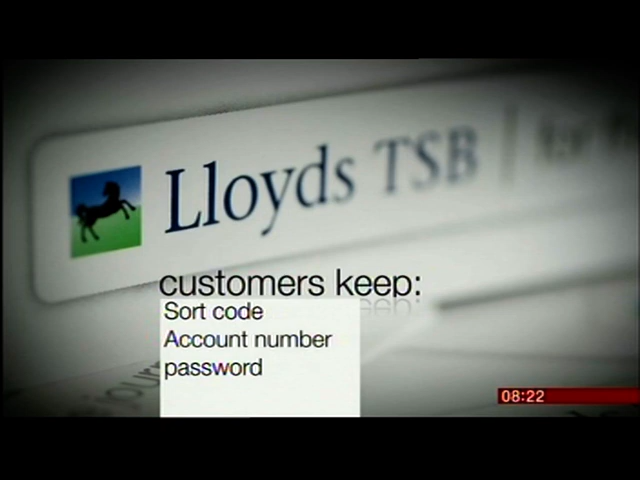 Lloyds TSB
customers keep:
Sort code
Account number
password
08:22